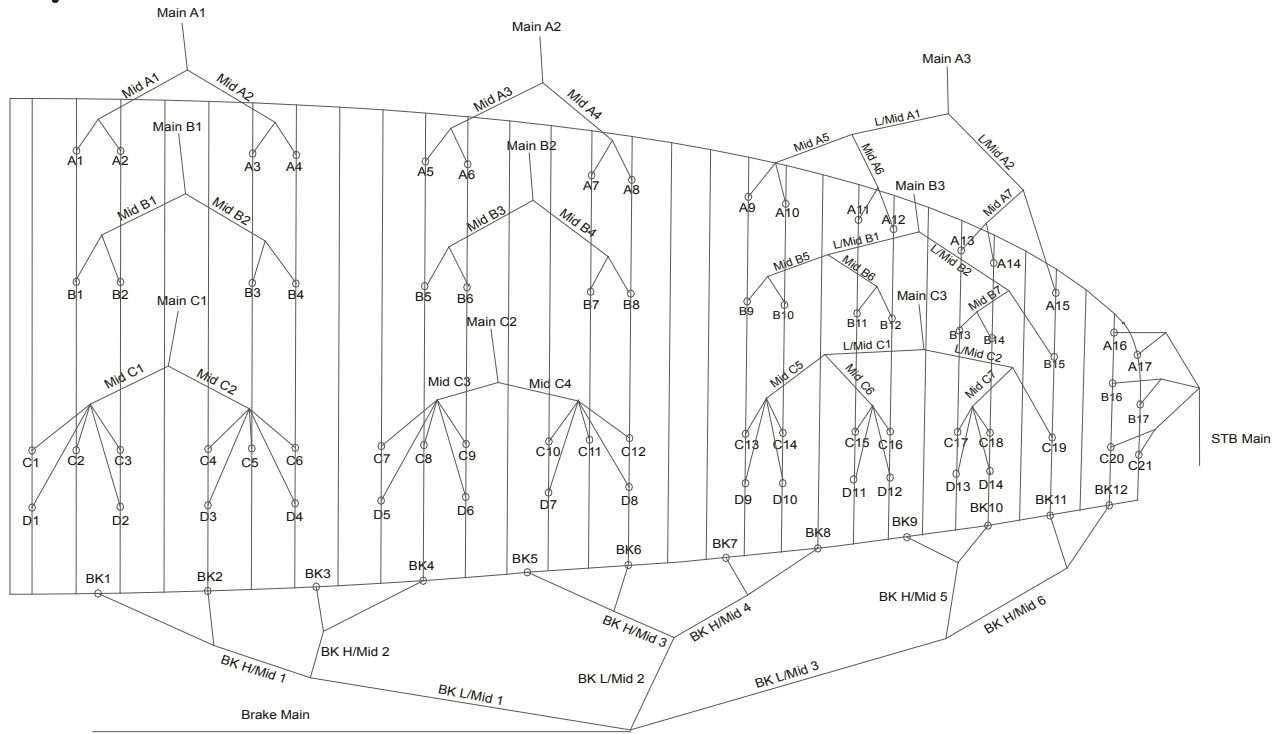 Main A1
Main A2
Main A3
Mid A1
Mid A2
Mid A3
Mid A4
L/Mid A1
L/Mid A2
Mid A5
Mid A6
Mid A7
A1
A2
A3
A4
A5
A6
A7
A8
A9
A10
A11
A12
A13
A14
A15
A16
A17
Main B1
Main B2
Main B3
Mid B1
Mid B2
Mid B3
Mid B4
L/Mid B1
L/Mid B2
Mid B5
Mid B6
Mid B7
B1
B2
B3
B4
B5
B6
B7
B8
B9
B10
B11
B12
B13
B14
B15
B16
B17
Main C1
Main C2
Main C3
Mid C1
Mid C2
Mid C3
Mid C4
L/Mid C1
L/Mid C2
Mid C5
Mid C6
Mid C7
C1
C2
C3
C4
C5
C6
C7
C8
C9
C10
C11
C12
C13
C14
C15
C16
C17
C18
C19
C20
C21
STB Main
D1
D2
D3
D4
D5
D6
D7
D8
D9
D10
D11
D12
D13
D14
BK1
BK2
BK3
BK4
BK5
BK6
BK7
BK8
BK9
BK10
BK11
BK12
BK H/Mid 1
BK H/Mid 2
BK H/Mid 3
BK H/Mid 4
BK H/Mid 5
BK H/Mid 6
BK L/Mid 1
BK L/Mid 2
BK L/Mid 3
Brake Main